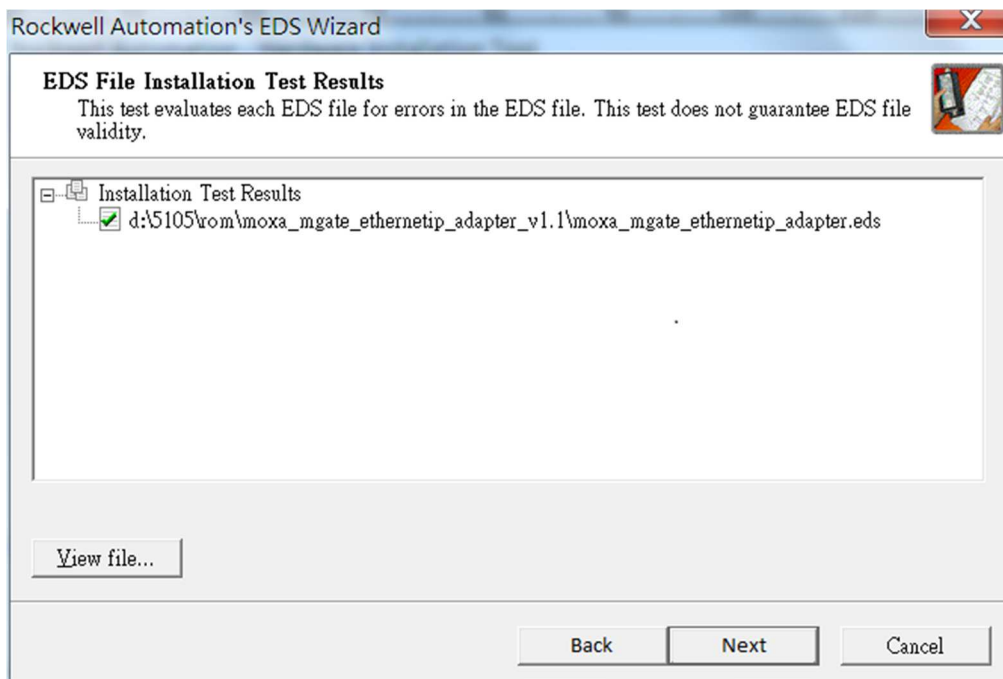 Rockwell Automation's EDS Wizard
EDS File Installation Test Results
This test evaluates each EDS file for errors in the EDS file. This test does not guarantee EDS file
validity.
Installation Test Results
d:\5105\rom\moxa_mgate_ethernetip_adapter_v1.1\moxa_mgate_ethernetip_adapter.eds
View file...
Back
Next
Cancel